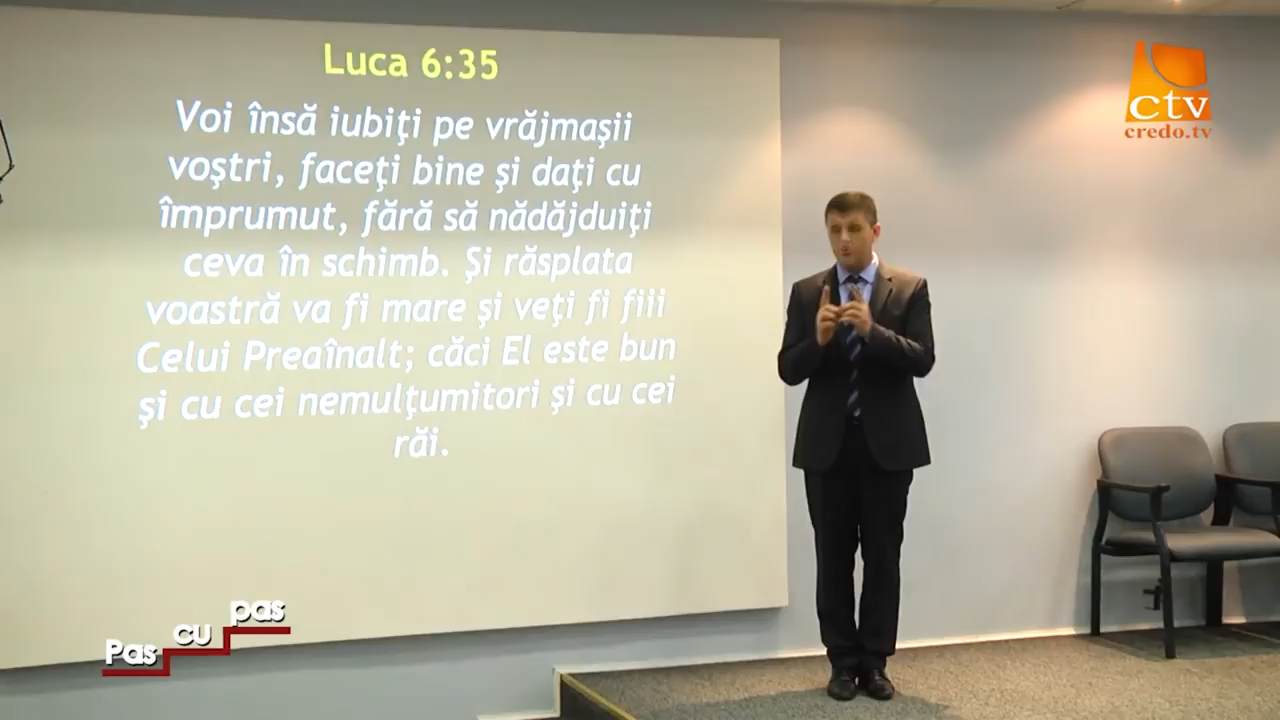 Luca 6:35
Voi însă iubiţi pe vrăjmaşii
voştri, faceţi bine şi daţi cu
împrumut, fără să nădăjduiţi
ceva în schimb. Şi răsplata
voastră va fi mare şi veţi fi fiii
Celui Preaînalt; căci El este bun
şi cu cei nemulţumitori şi cu cei
răi.
ctv
credo.tv
Pas cu pas